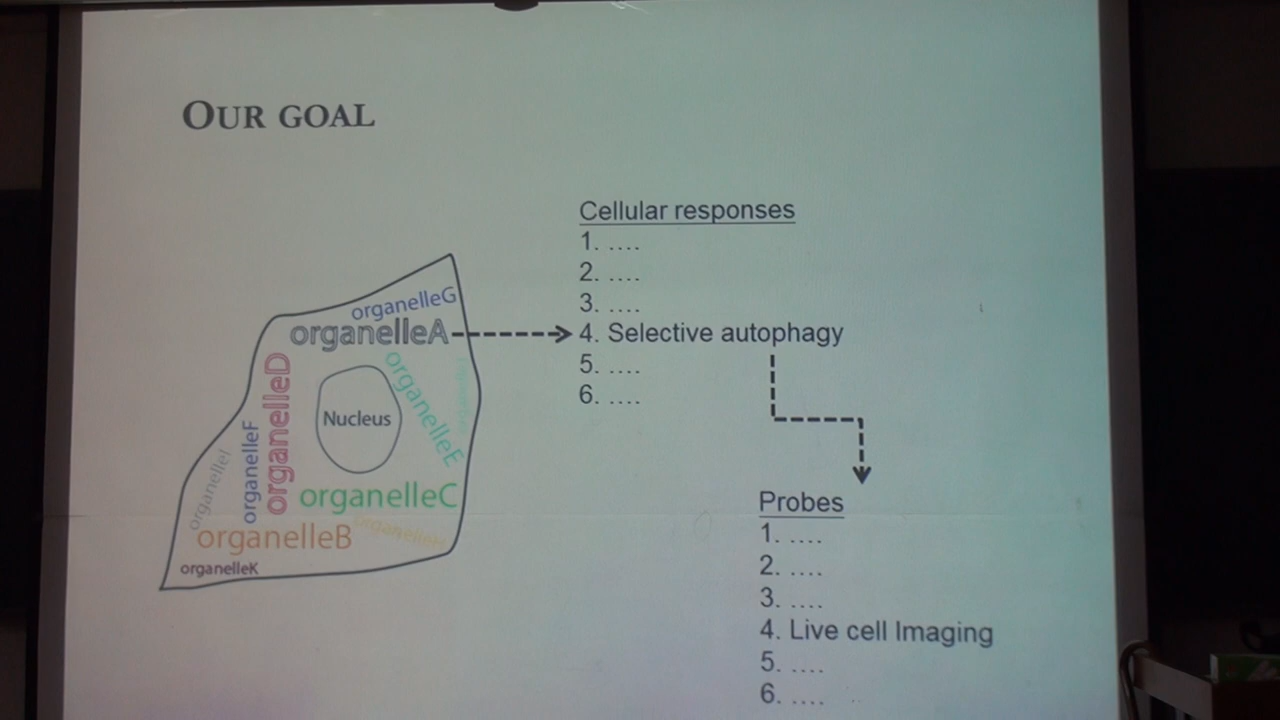 OUR GOAL
Cellular responses
1. ....
2. ....
3. ....
4. Selective autophagy
5. ....
6. ....
organelleG
organelleA
organelleD
organelleE
Nucleus
organelleF
organelleI
organelleC
organelleB
organelleK
Probes
1. ....
2. ....
3. ....
4. Live cell Imaging
5. ....
6. ....